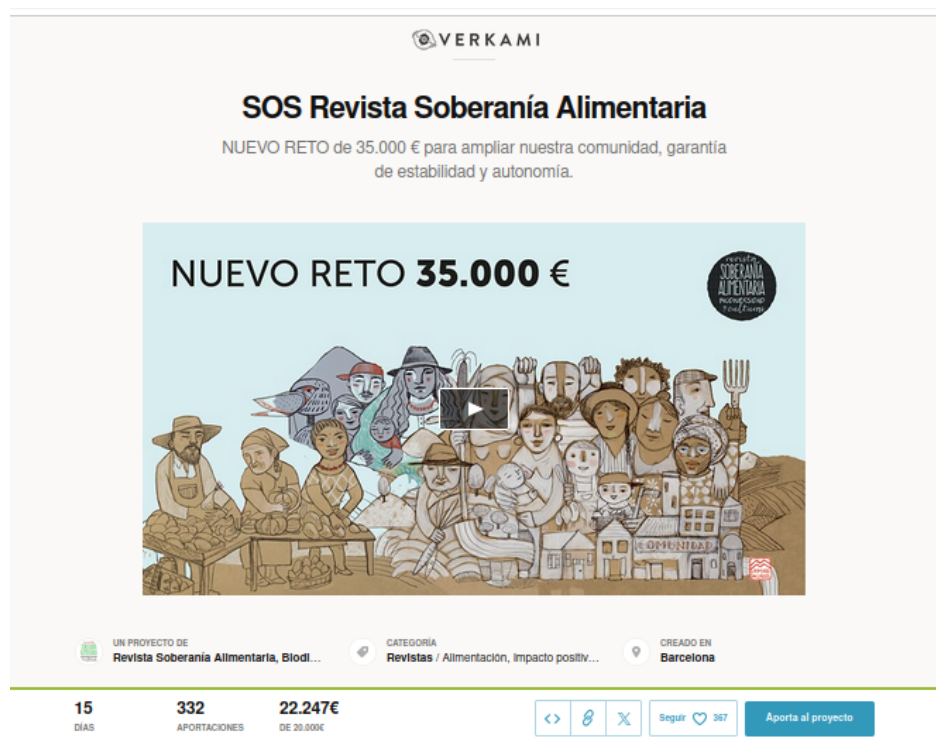 VERKAMI
SOS Revista Soberanía Alimentaria
NUEVO RETO de 35.000 € para ampliar nuestra comunidad, garantía
de estabilidad y autonomía.
NUEVO RETO 35.000 €
revista
SOBERANÍA
ALIMENTARIA
BIODIVERSIDAD
y culturas
COMUNIDAD
UN PROYECTO DE
Revista Soberanía Alimentaria, Biodi...
CATEGORÍA
Revistas / Alimentación, Impacto positiv...
CREADO EN
Barcelona
15
DÍAS
332
APORTACIONES
22.247€
DE 20.000€
Seguir 367
Aporta al proyecto